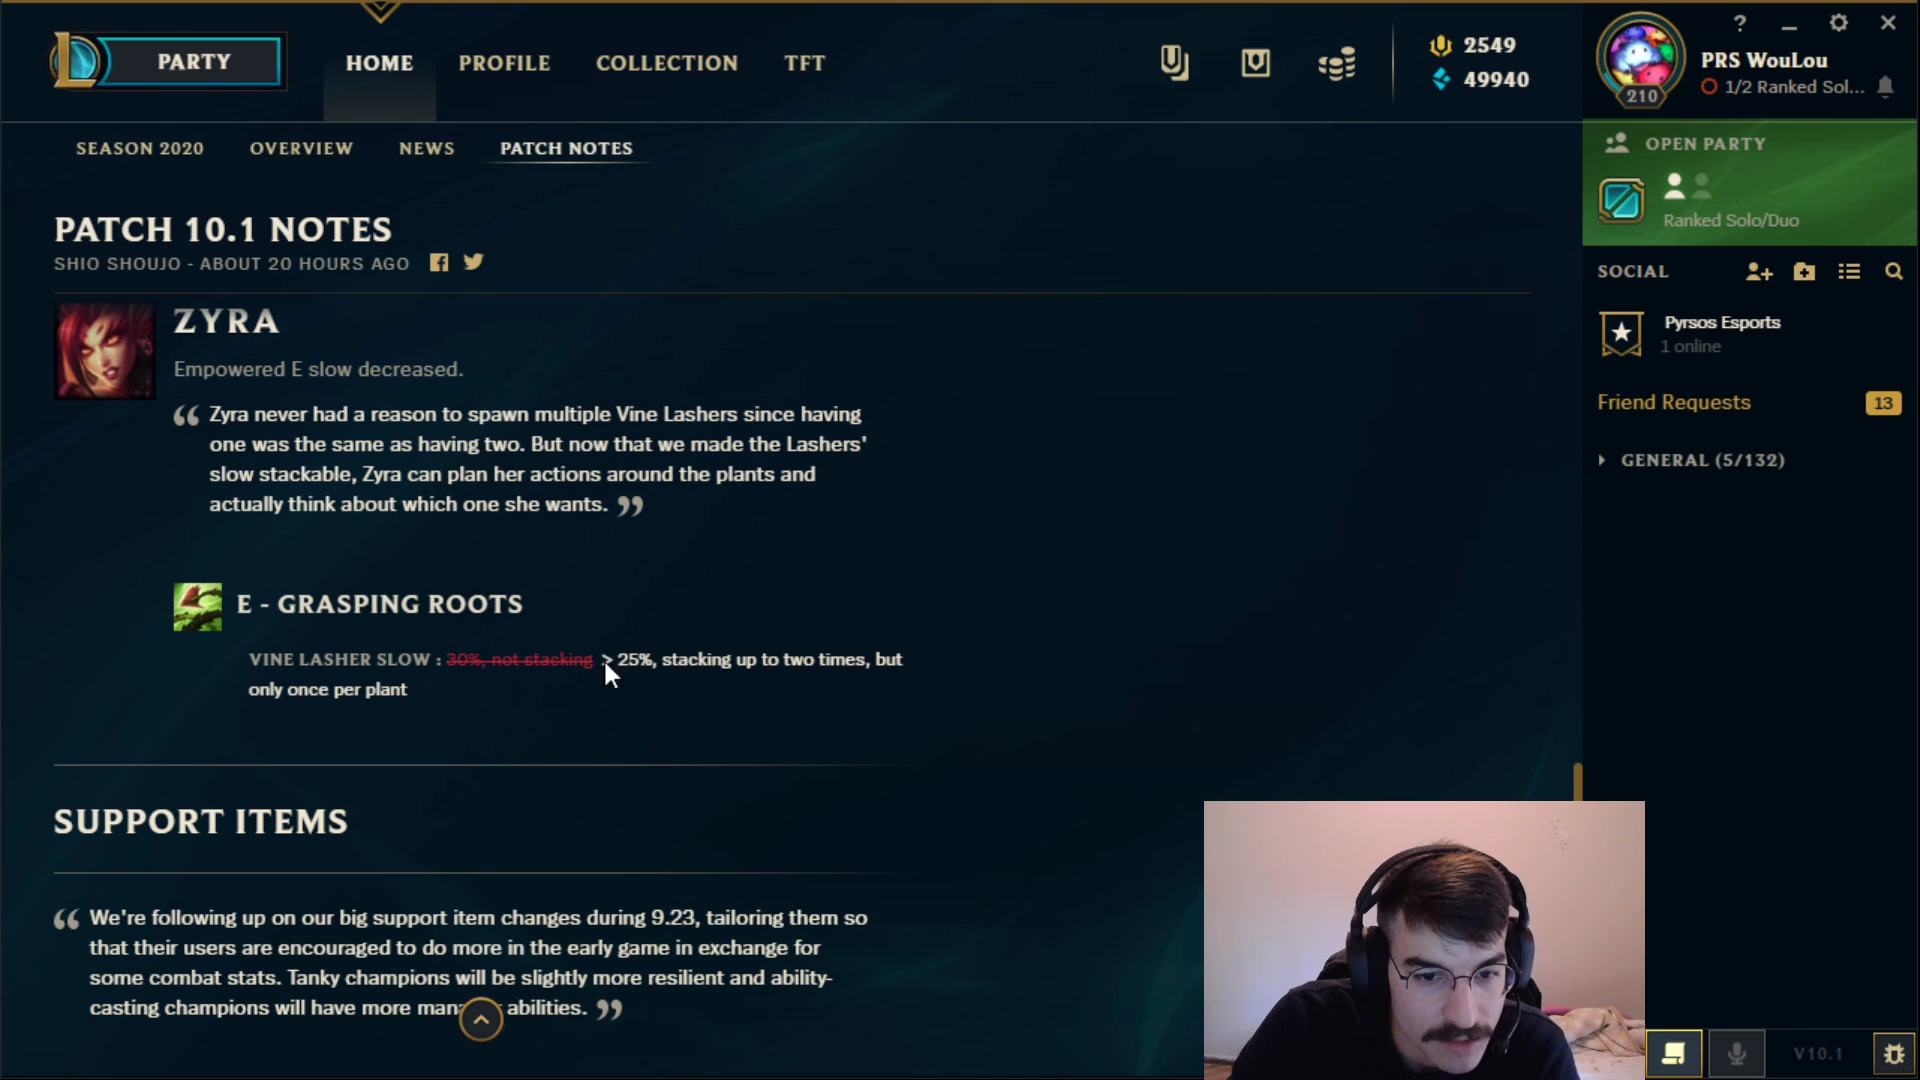 PARTY
HOME
PROFILE
COLLECTION
TFT
2549
49940
?
210
PRS WouLou
1/2 Ranked Sol...
SEASON 2020
OVERVIEW
NEWS
PATCH NOTES
OPEN PARTY
Ranked Solo/Duo
PATCH 10.1 NOTES
SHIO SHOUJO - ABOUT 20 HOURS AGO
SOCIAL
Pyrsos Esports
1 online
Friend Requests
13
GENERAL (5/132)
ZYRA
Empowered E slow decreased.
“ Zyra never had a reason to spawn multiple Vine Lashers since having
one was the same as having two. But now that we made the Lashers'
slow stackable, Zyra can plan her actions around the plants and
actually think about which one she wants. ”
E - GRASPING ROOTS
VINE LASHER SLOW : 30%, not stacking > 25%, stacking up to two times, but
only once per plant
SUPPORT ITEMS
“ We're following up on our big support item changes during 9.23, tailoring them so
that their users are encouraged to do more in the early game in exchange for
some combat stats. Tanky champions will be slightly more resilient and ability-
casting champions will have more abilities. ”
V10.1